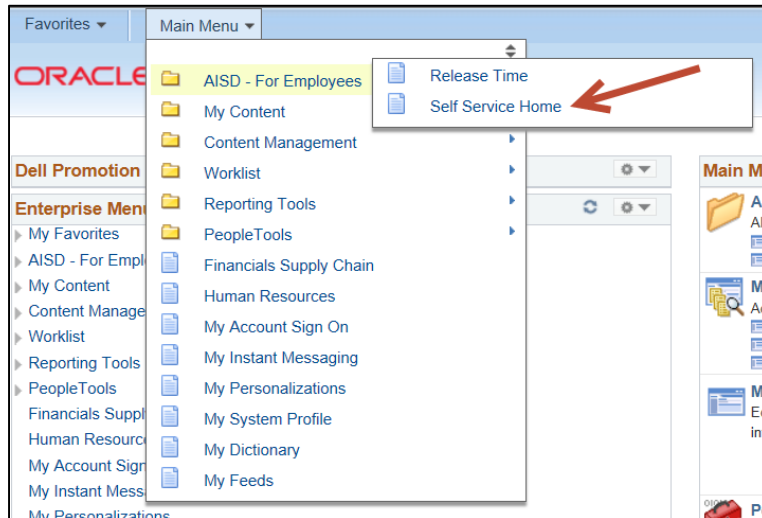 Favorites
Main Menu
ORACLE
AISD - For Employees
My Content
Content Management
Worklist
Reporting Tools
PeopleTools
Financials Supply Chain
Human Resources
My Account Sign On
My Instant Messaging
My Personalizations
My System Profile
My Dictionary
My Feeds
Release Time
Self Service Home
Dell Promotion
Enterprise Menu
My Favorites
AISD - For Empl
My Content
Content Manage
Worklist
Reporting Tools
PeopleTools
Financials Suppl
Human Resourc
My Account Sign
My Instant Mess
My Personalizations
Main M